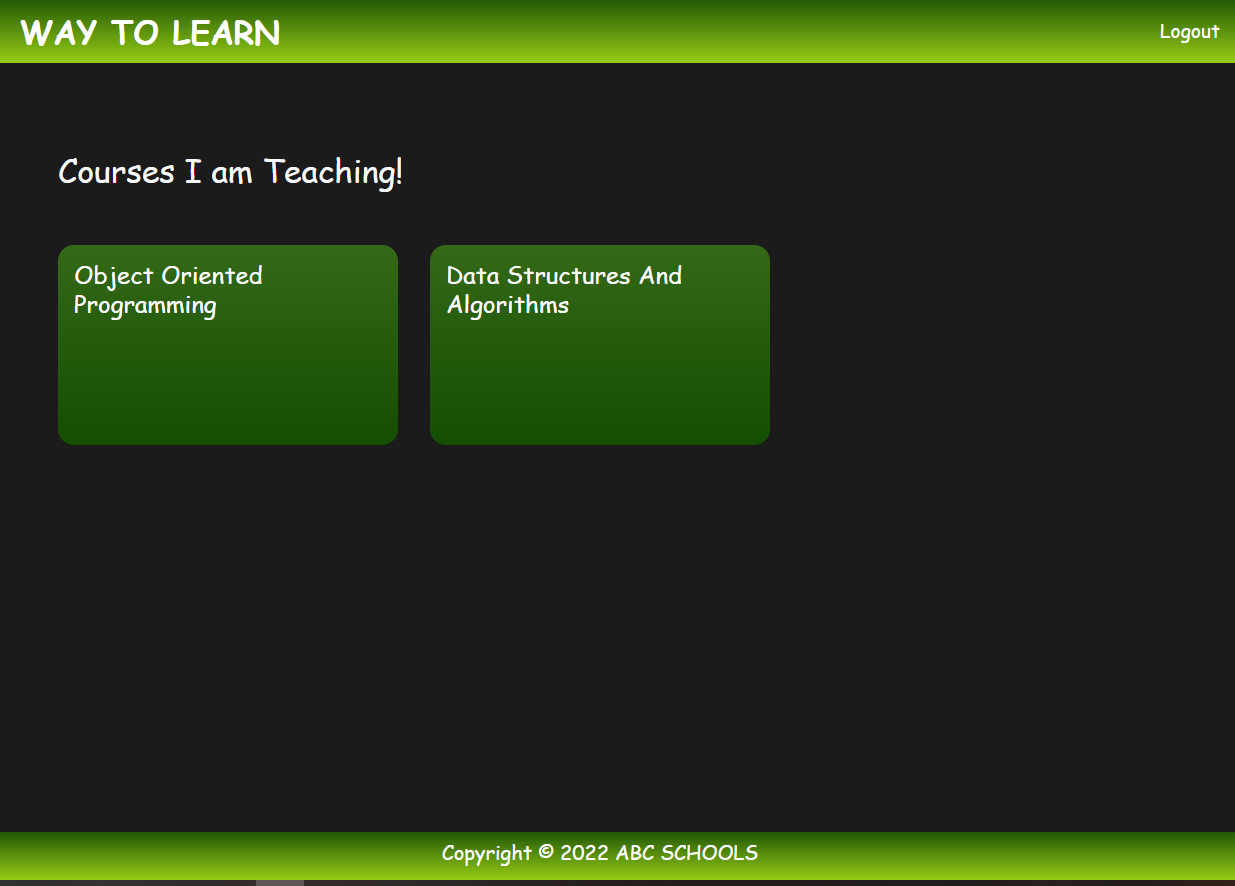 WAY TO LEARN
Logout
Courses I am Teaching!
Object Oriented
Programming
Data Structures And
Algorithms
Copyright © 2022 ABC SCHOOLS